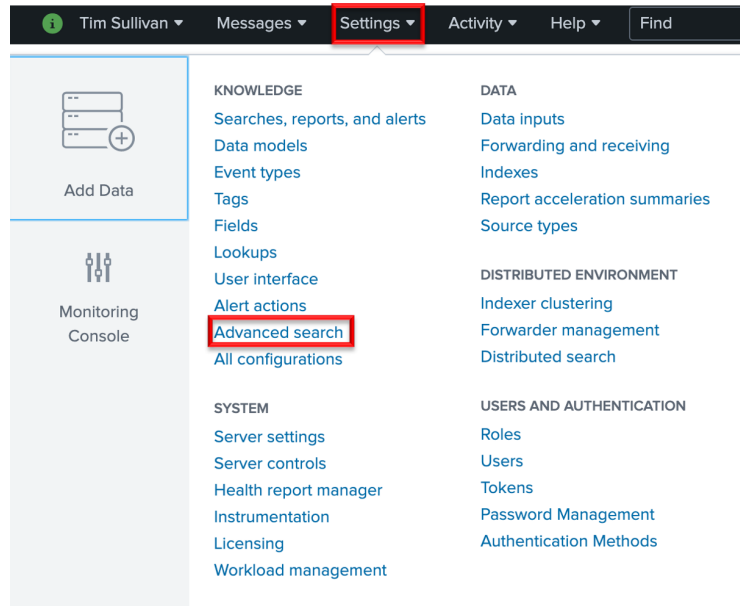 i Tim Sullivan ▾ Messages ▾ Settings ▾ Activity ▾ Help ▾ Find
Add Data
Monitoring
Console
KNOWLEDGE
Searches, reports, and alerts
Data models
Event types
Tags
Fields
Lookups
User interface
Alert actions
Advanced search
All configurations
SYSTEM
Server settings
Server controls
Health report manager
Instrumentation
Licensing
Workload management
DATA
Data inputs
Forwarding and receiving
Indexes
Report acceleration summaries
Source types
DISTRIBUTED ENVIRONMENT
Indexer clustering
Forwarder management
Distributed search
USERS AND AUTHENTICATION
Roles
Users
Tokens
Password Management
Authentication Methods